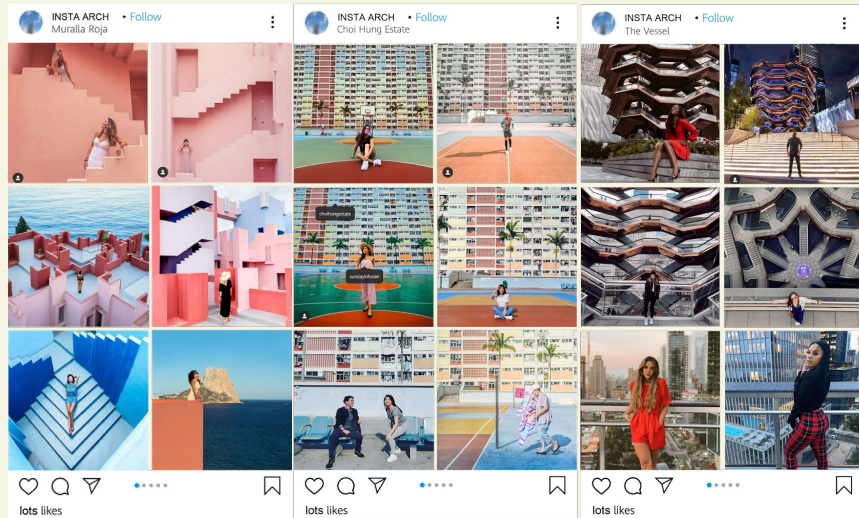 INSTA ARCH • Follow
Muralla Roja
lots likes
INSTA ARCH • Follow
Choi Hung Estate
choihungestate
lots likes
INSTA ARCH • Follow
The Vessel
lots likes